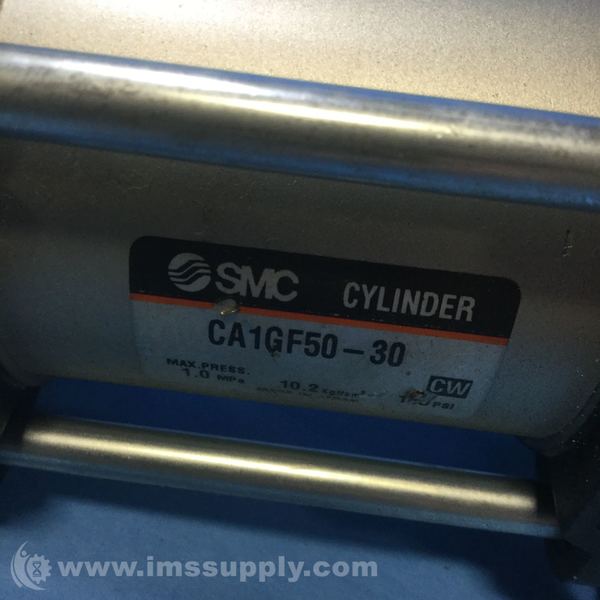 SMC CYLINDER
CA1GF50-30
CW
MAX.PRESS.
1.0 MPa 10.2 PSI
www.imssupply.com